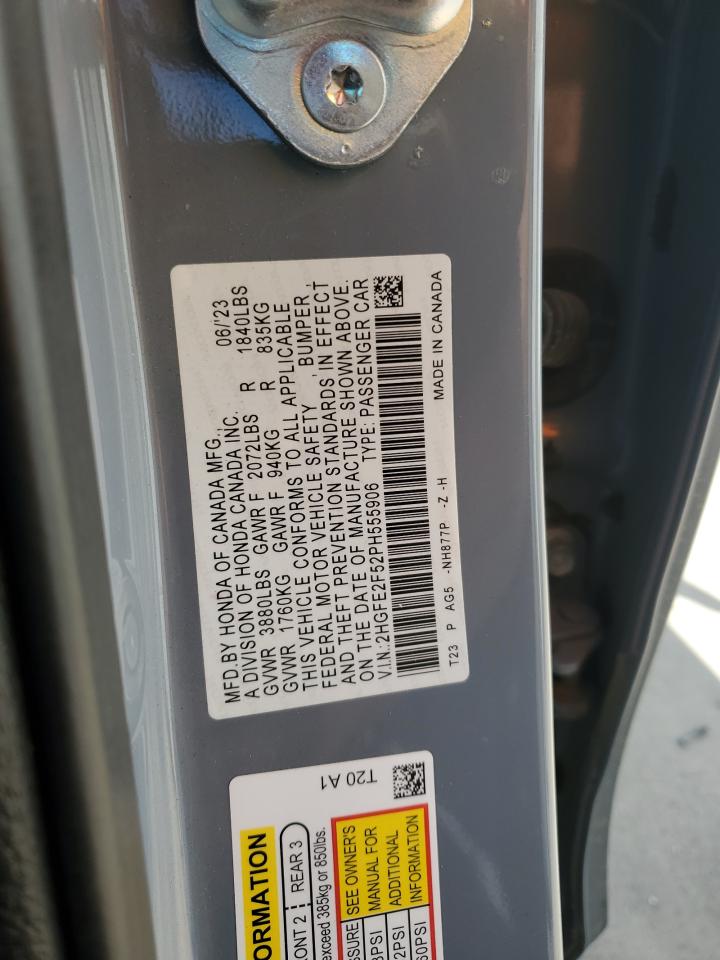 MFD.BY HONDA OF CANADA MFG., 06/'23
A DIVISION OF HONDA CANADA INC.
GVWR 3880LBS GAWR F 2072LBS R 1840LBS
GVWR 1760KG GAWR F 940KG R 835KG
THIS VEHICLE CONFORMS TO ALL APPLICABLE
FEDERAL MOTOR VEHICLE SAFETY , BUMPER ,
AND THEFT PREVENTION STANDARDS IN EFFECT
ON THE DATE OF MANUFACTURE SHOWN ABOVE.
V.I.N.:2HGFE2F52PH555906 TYPE: PASSENGER CAR
MADE IN CANADA
T23 P AG5 -NH877P -Z -H
T20 A1
REAR 3
exceed 385kg or 850lbs.
SEE OWNER'S
MANUAL FOR
ADDITIONAL
INFORMATION